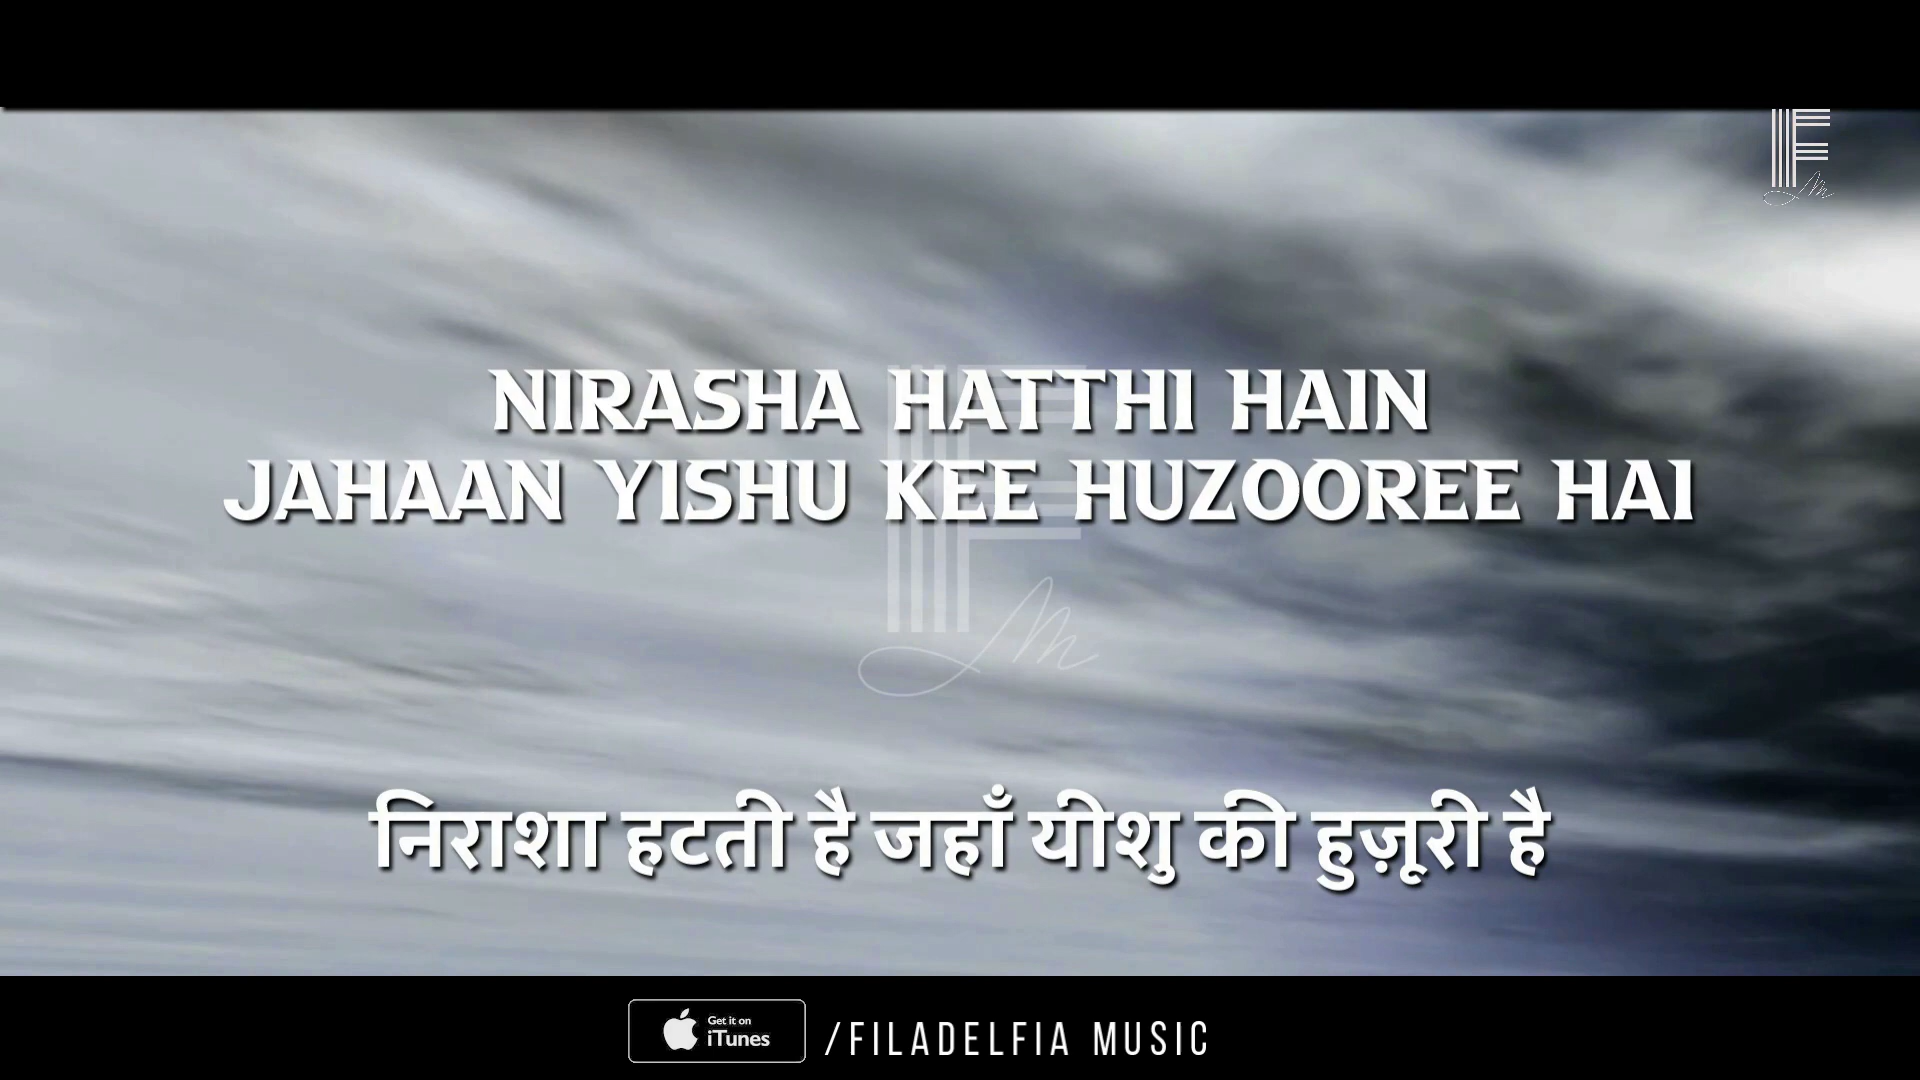 NIRASHA HATTHI HAIN
JAHAAN YISHU KEE HUZOOREE HAI
निराशा हटती है जहाँ यीशु की हुज़ूरी है
Get it on
iTunes
/FILADELFIA MUSIC